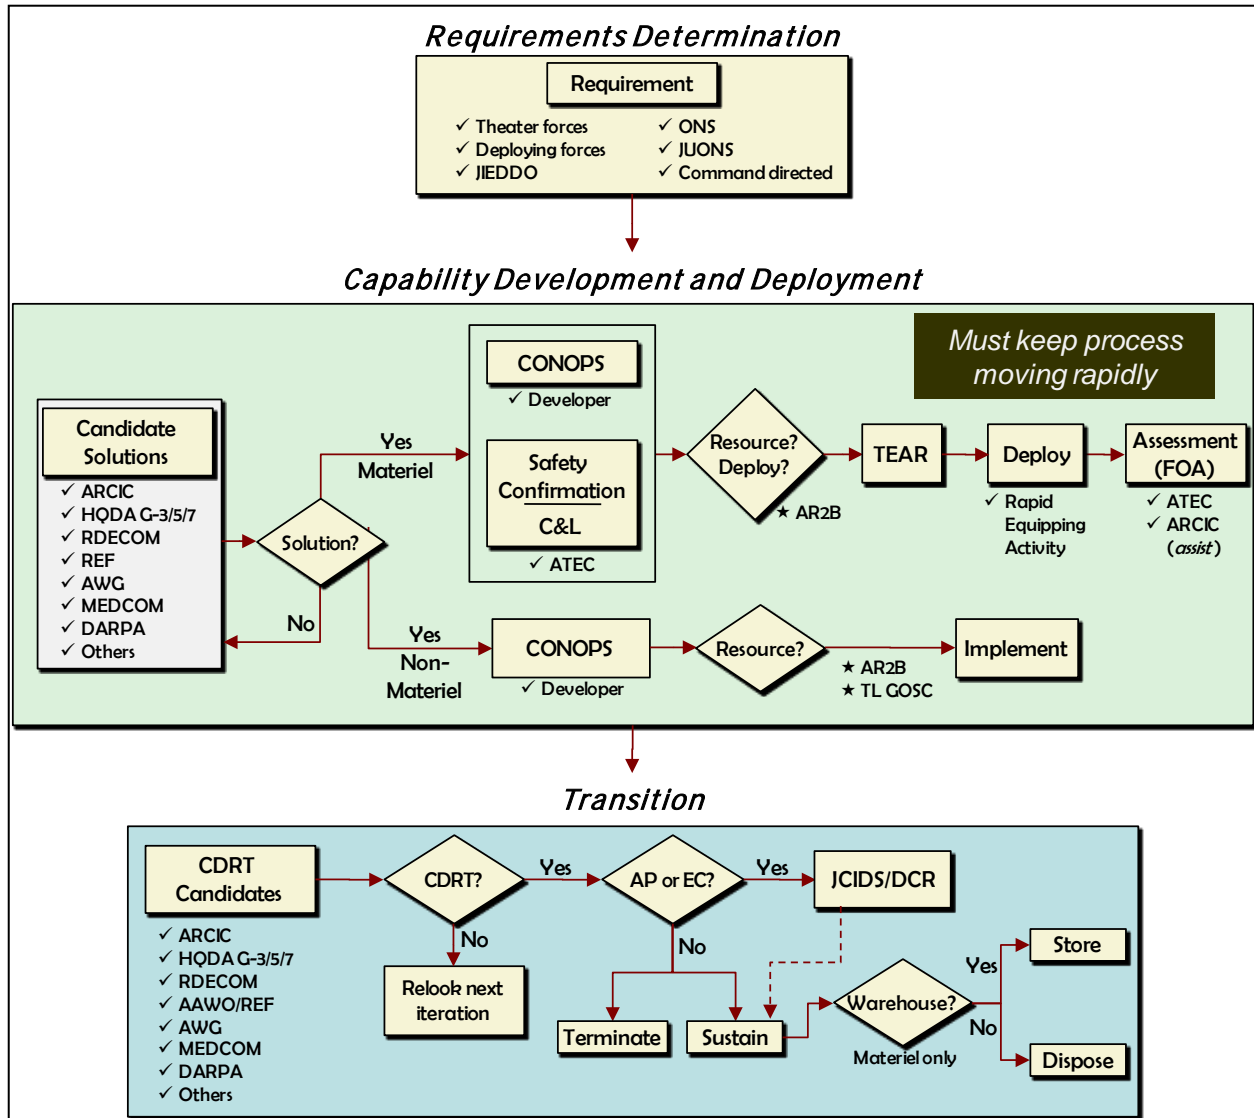 Requirements Determination
Requirement
✓ Theater forces
✓ Deploying forces
✓ JIEDDO
✓ ONS
✓ JUONS
✓ Command directed
Capability Development and Deployment
Must keep process
moving rapidly
Candidate
Solutions
✓ ARCIC
✓ HQDA G-3/5/7
✓ RDECOM
✓ REF
✓ AWG
✓ MEDCOM
✓ DARPA
✓ Others
Solution?
No
Yes
Materiel
CONOPS
✓ Developer
Safety
Confirmation
C&L
✓ ATEC
Resource?
Deploy?
★ AR2B
TEAR
Deploy
✓ Rapid
Equipping
Activity
Assessment
(FOA)
✓ ATEC
✓ ARCIC
(assist)
Yes
Non-
Materiel
CONOPS
✓ Developer
Resource?
★ AR2B
★ TL GOSC
Implement
Transition
CDRT
Candidates
✓ ARCIC
✓ HQDA G-3/5/7
✓ RDECOM
✓ AAWO/REF
✓ AWG
✓ MEDCOM
✓ DARPA
✓ Others
CDRT?
Yes
No
Relook next
iteration
AP or EC?
Yes
No
JCIDS/DCR
Terminate
Sustain
Warehouse?
Materiel only
Yes
No
Store
Dispose